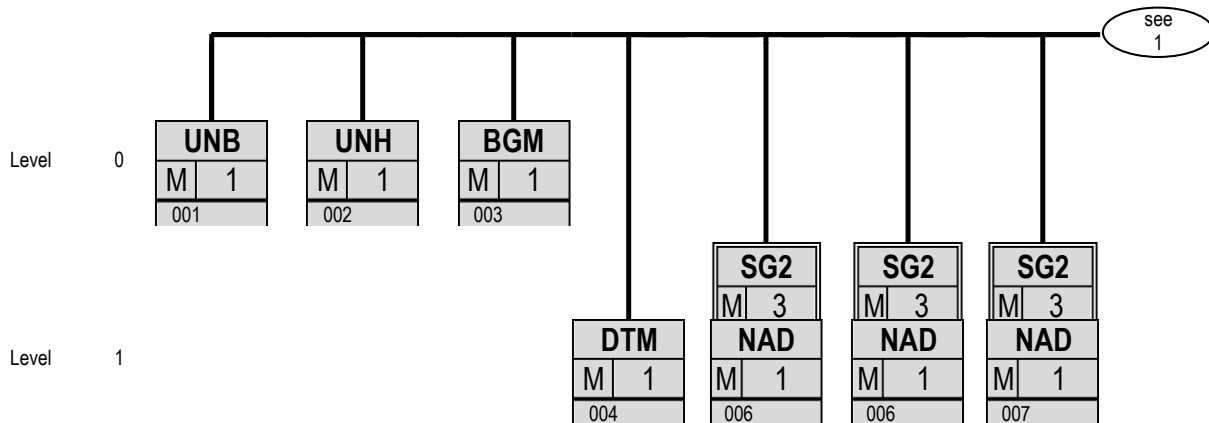 see
1
UNB
UNH
BGM
Level 0
M 1
M 1
M 1
001
002
003
SG2
SG2
SG2
M 3
M 3
M 3
DTM
NAD
NAD
NAD
Level 1
M 1
M 1
M 1
M 1
004
006
006
007